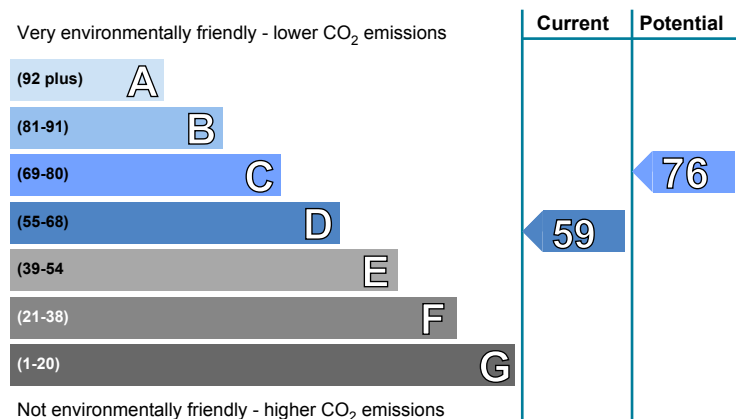 Very environmentally friendly - lower CO2 emissions
Current
Potential
(92 plus) A
(81-91) B
(69-80) C
(55-68) D
(39-54 E
(21-38) F
(1-20) G
76
59
Not environmentally friendly - higher CO2 emissions